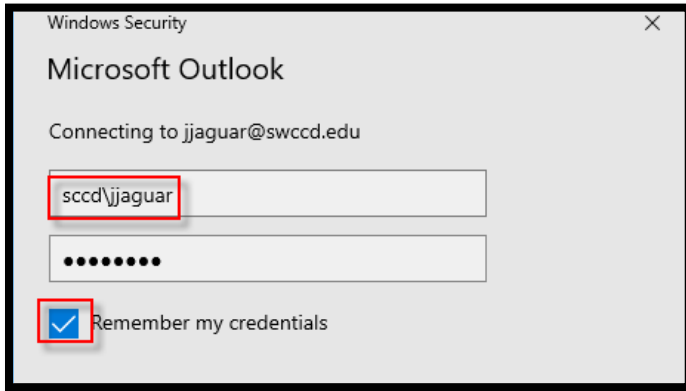 Windows Security
Microsoft Outlook
Connecting to jjaguar@swccd.edu
sccd\jjaguar
●●●●●●●●
Remember my credentials